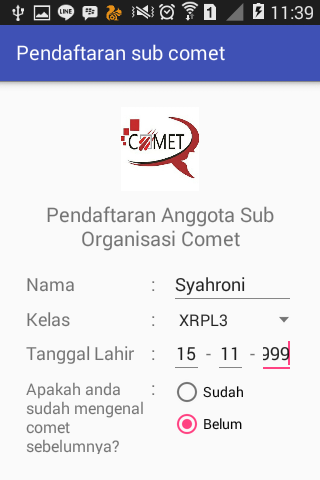 11:39
Pendaftaran sub comet
COMET
Pendaftaran Anggota Sub
Organisasi Comet
Nama : Syahroni
Kelas : XRPL3
Tanggal Lahir : 15 - 11 - 999
Apakah anda : Sudah
sudah mengenal
comet Belum
sebelumnya?